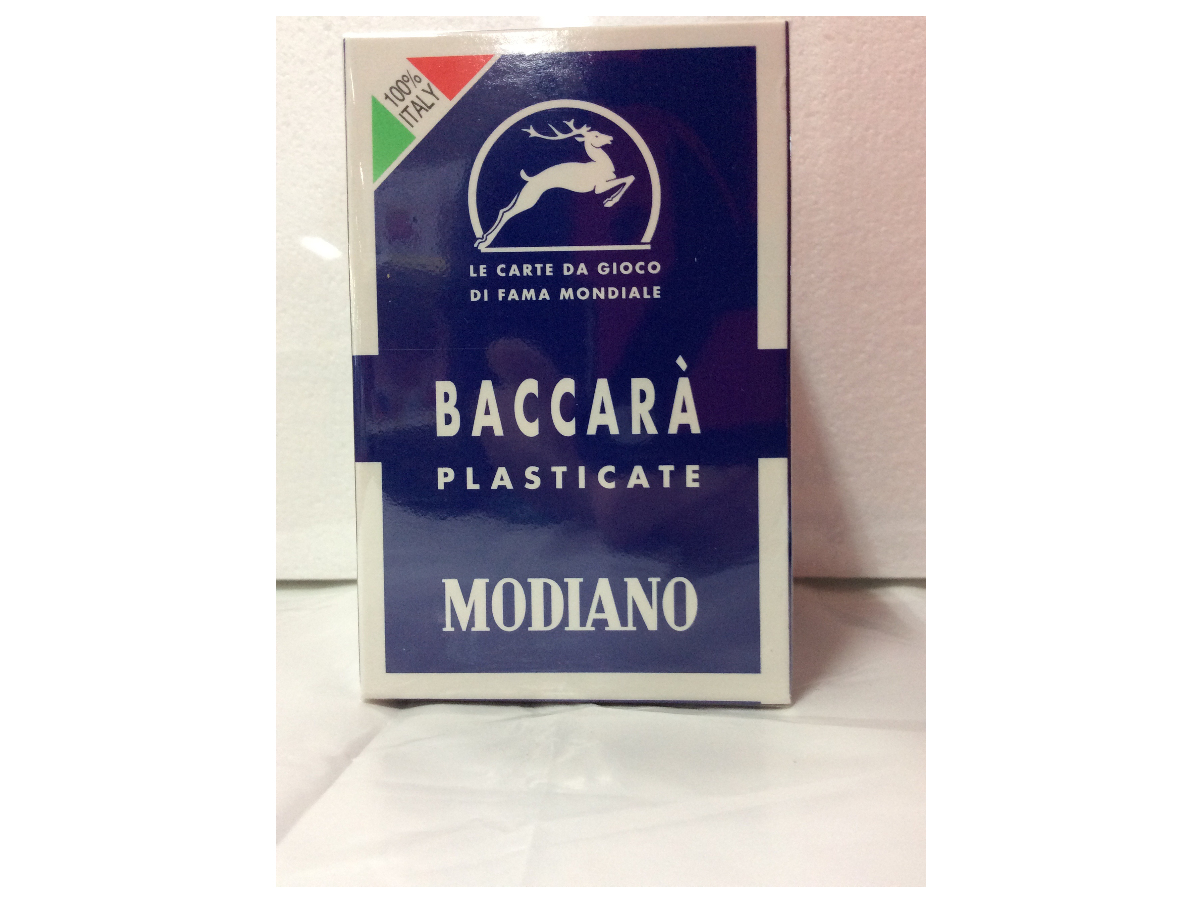 100%
ITALY
LE CARTE DA GIOCO
DI FAMA MONDIALE
BACCARÀ
PLASTICATE
MODIANO